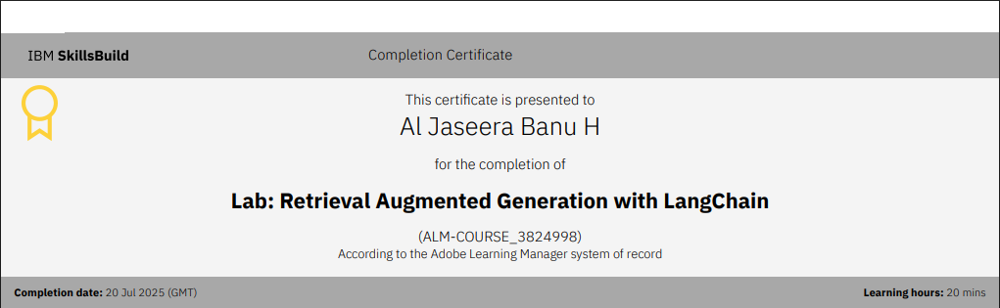 IBM SkillsBuild
Completion Certificate
This certificate is presented to
Al Jaseera Banu H
for the completion of
Lab: Retrieval Augmented Generation with LangChain
(ALM-COURSE_3824998)
According to the Adobe Learning Manager system of record
Completion date: 20 Jul 2025 (GMT)
Learning hours: 20 mins